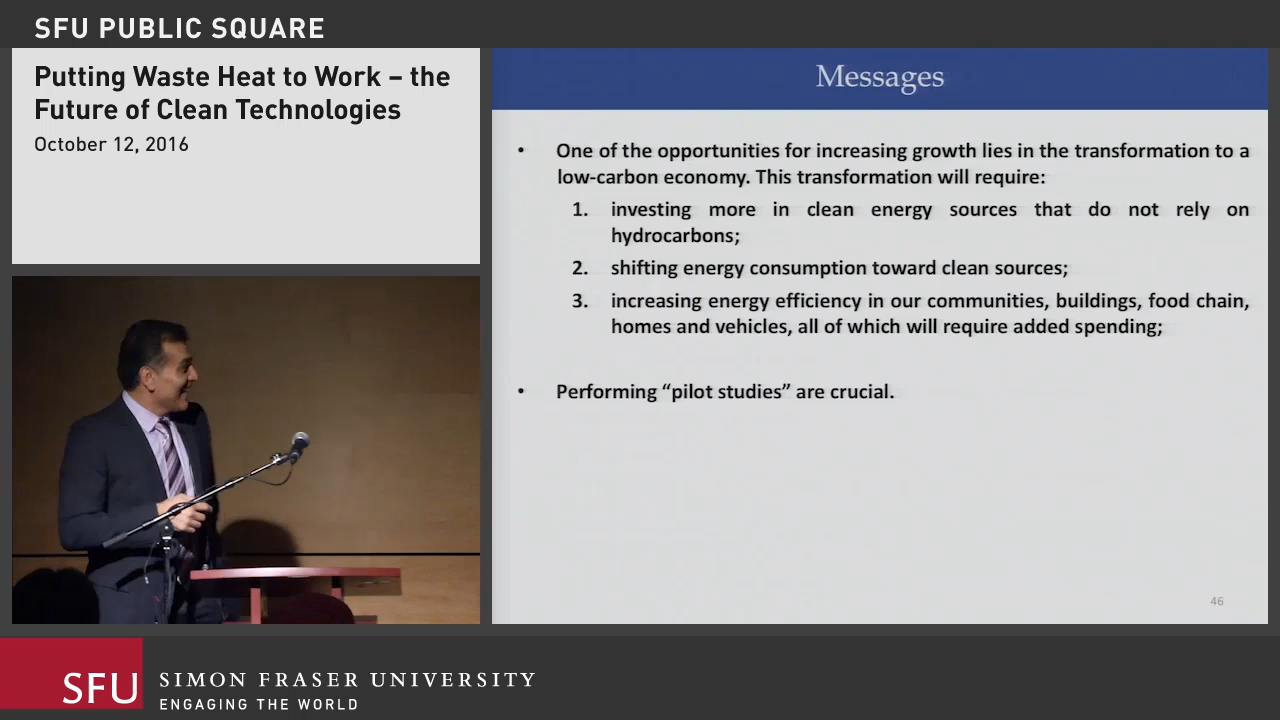 SFU PUBLIC SQUARE
Putting Waste Heat to Work – the
Future of Clean Technologies
October 12, 2016
Messages
• One of the opportunities for increasing growth lies in the transformation to a
low-carbon economy. This transformation will require:
1. investing more in clean energy sources that do not rely on
hydrocarbons;
2. shifting energy consumption toward clean sources;
3. increasing energy efficiency in our communities, buildings, food chain,
homes and vehicles, all of which will require added spending;
• Performing “pilot studies” are crucial.
46
SFU
SIMON FRASER UNIVERSITY
ENGAGING THE WORLD